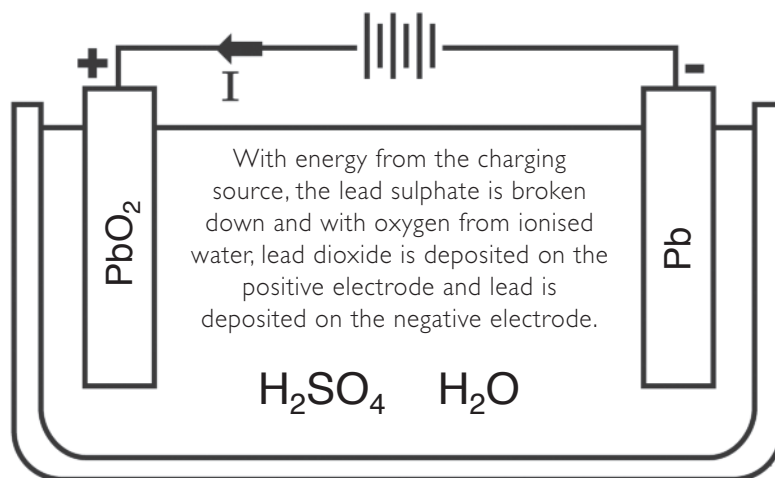 +
-
I
With energy from the charging
source, the lead sulphate is broken
down and with oxygen from ionised
water, lead dioxide is deposited on the
positive electrode and lead is
deposited on the negative electrode.
PbO₂
Pb
H₂SO₄ H₂O